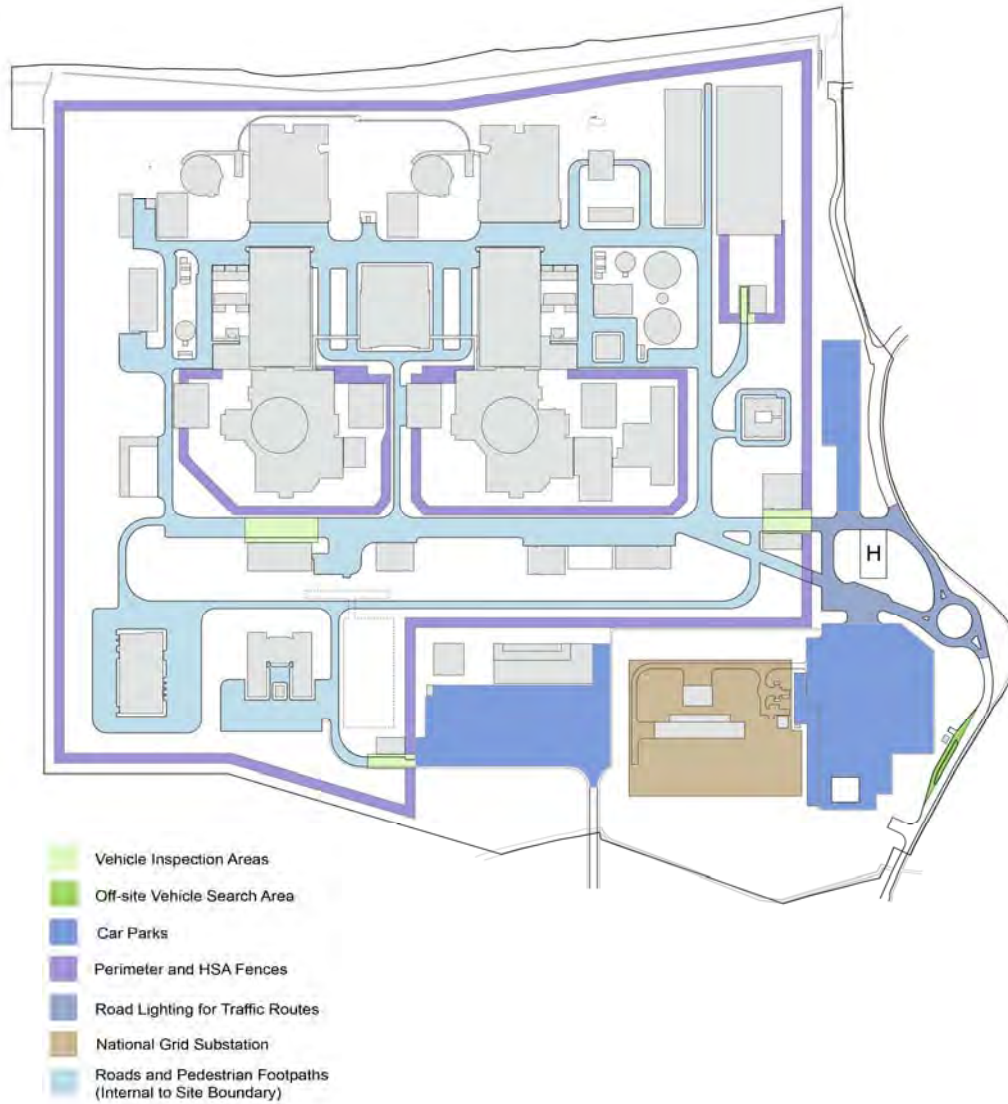 H
Vehicle Inspection Areas
Off-site Vehicle Search Area
Car Parks
Perimeter and HSA Fences
Road Lighting for Traffic Routes
National Grid Substation
Roads and Pedestrian Footpaths
(Internal to Site Boundary)